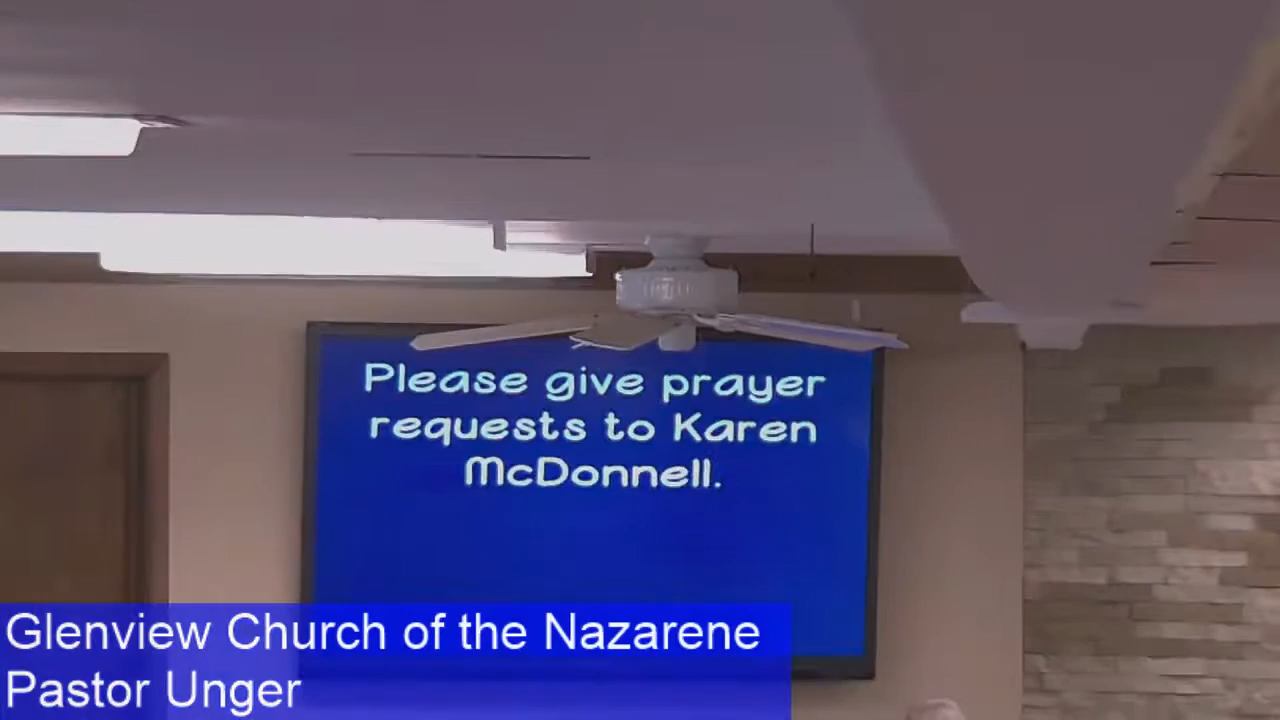 Please give prayer
requests to Karen
McDonnell.
Glenview Church of the Nazarene
Pastor Unger